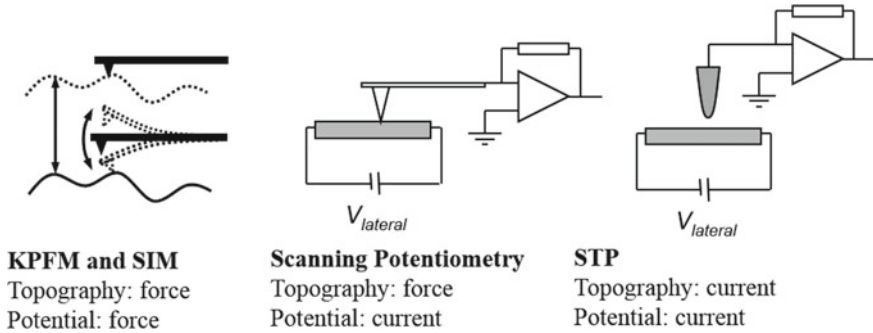 V_lateral
V_lateral
KPFM and SIM
Topography: force
Potential: force
Scanning Potentiometry
Topography: force
Potential: current
STP
Topography: current
Potential: current